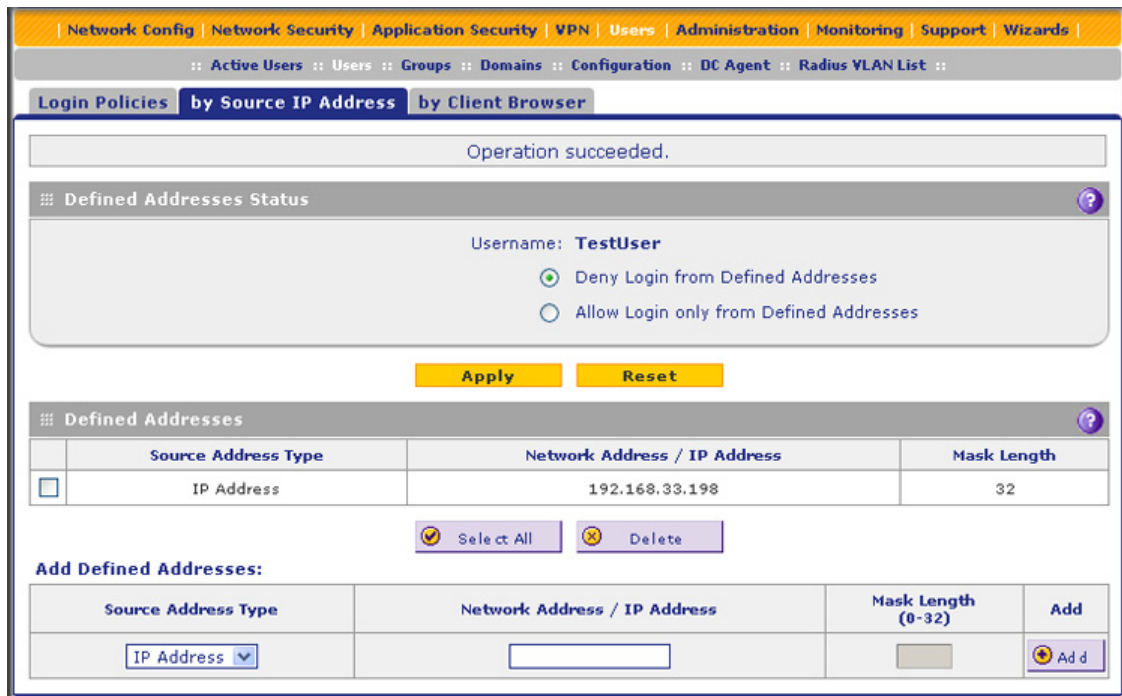 | Network Config | Network Security | Application Security | VPN | Users | Administration | Monitoring | Support | Wizards |
:: Active Users :: Users :: Groups :: Domains :: Configuration :: DC Agent :: Radius VLAN List ::
Login Policies by Source IP Address by Client Browser
Operation succeeded.
Defined Addresses Status ?
Username: TestUser
Deny Login from Defined Addresses
Allow Login only from Defined Addresses
Apply Reset
Defined Addresses ?
Source Address Type Network Address / IP Address Mask Length
IP Address 192.168.33.198 32
Select All Delete
Add Defined Addresses:
Source Address Type Network Address / IP Address Mask Length (0-32) Add
IP Address Add